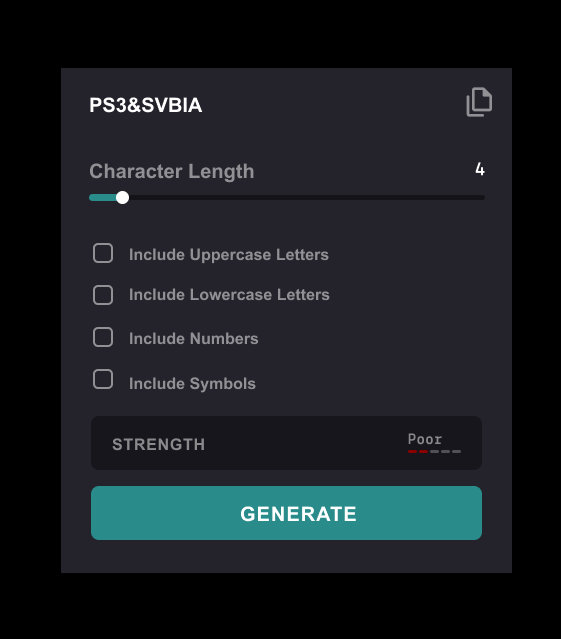 PS3&SVBIA
Character Length 4
Include Uppercase Letters
Include Lowercase Letters
Include Numbers
Include Symbols
STRENGTH Poor
GENERATE